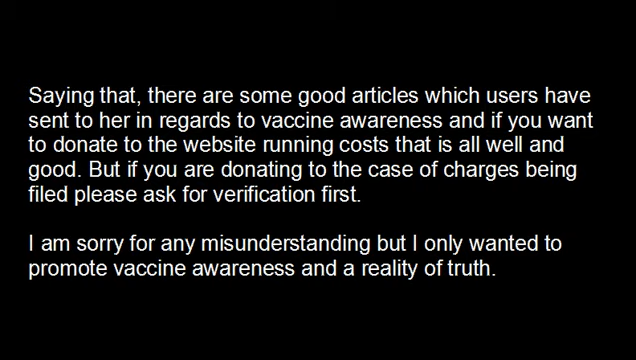 Saying that, there are some good articles which users have
sent to her in regards to vaccine awareness and if you want
to donate to the website running costs that is all well and
good. But if you are donating to the case of charges being
filed please ask for verification first.
I am sorry for any misunderstanding but I only wanted to
promote vaccine awareness and a reality of truth.